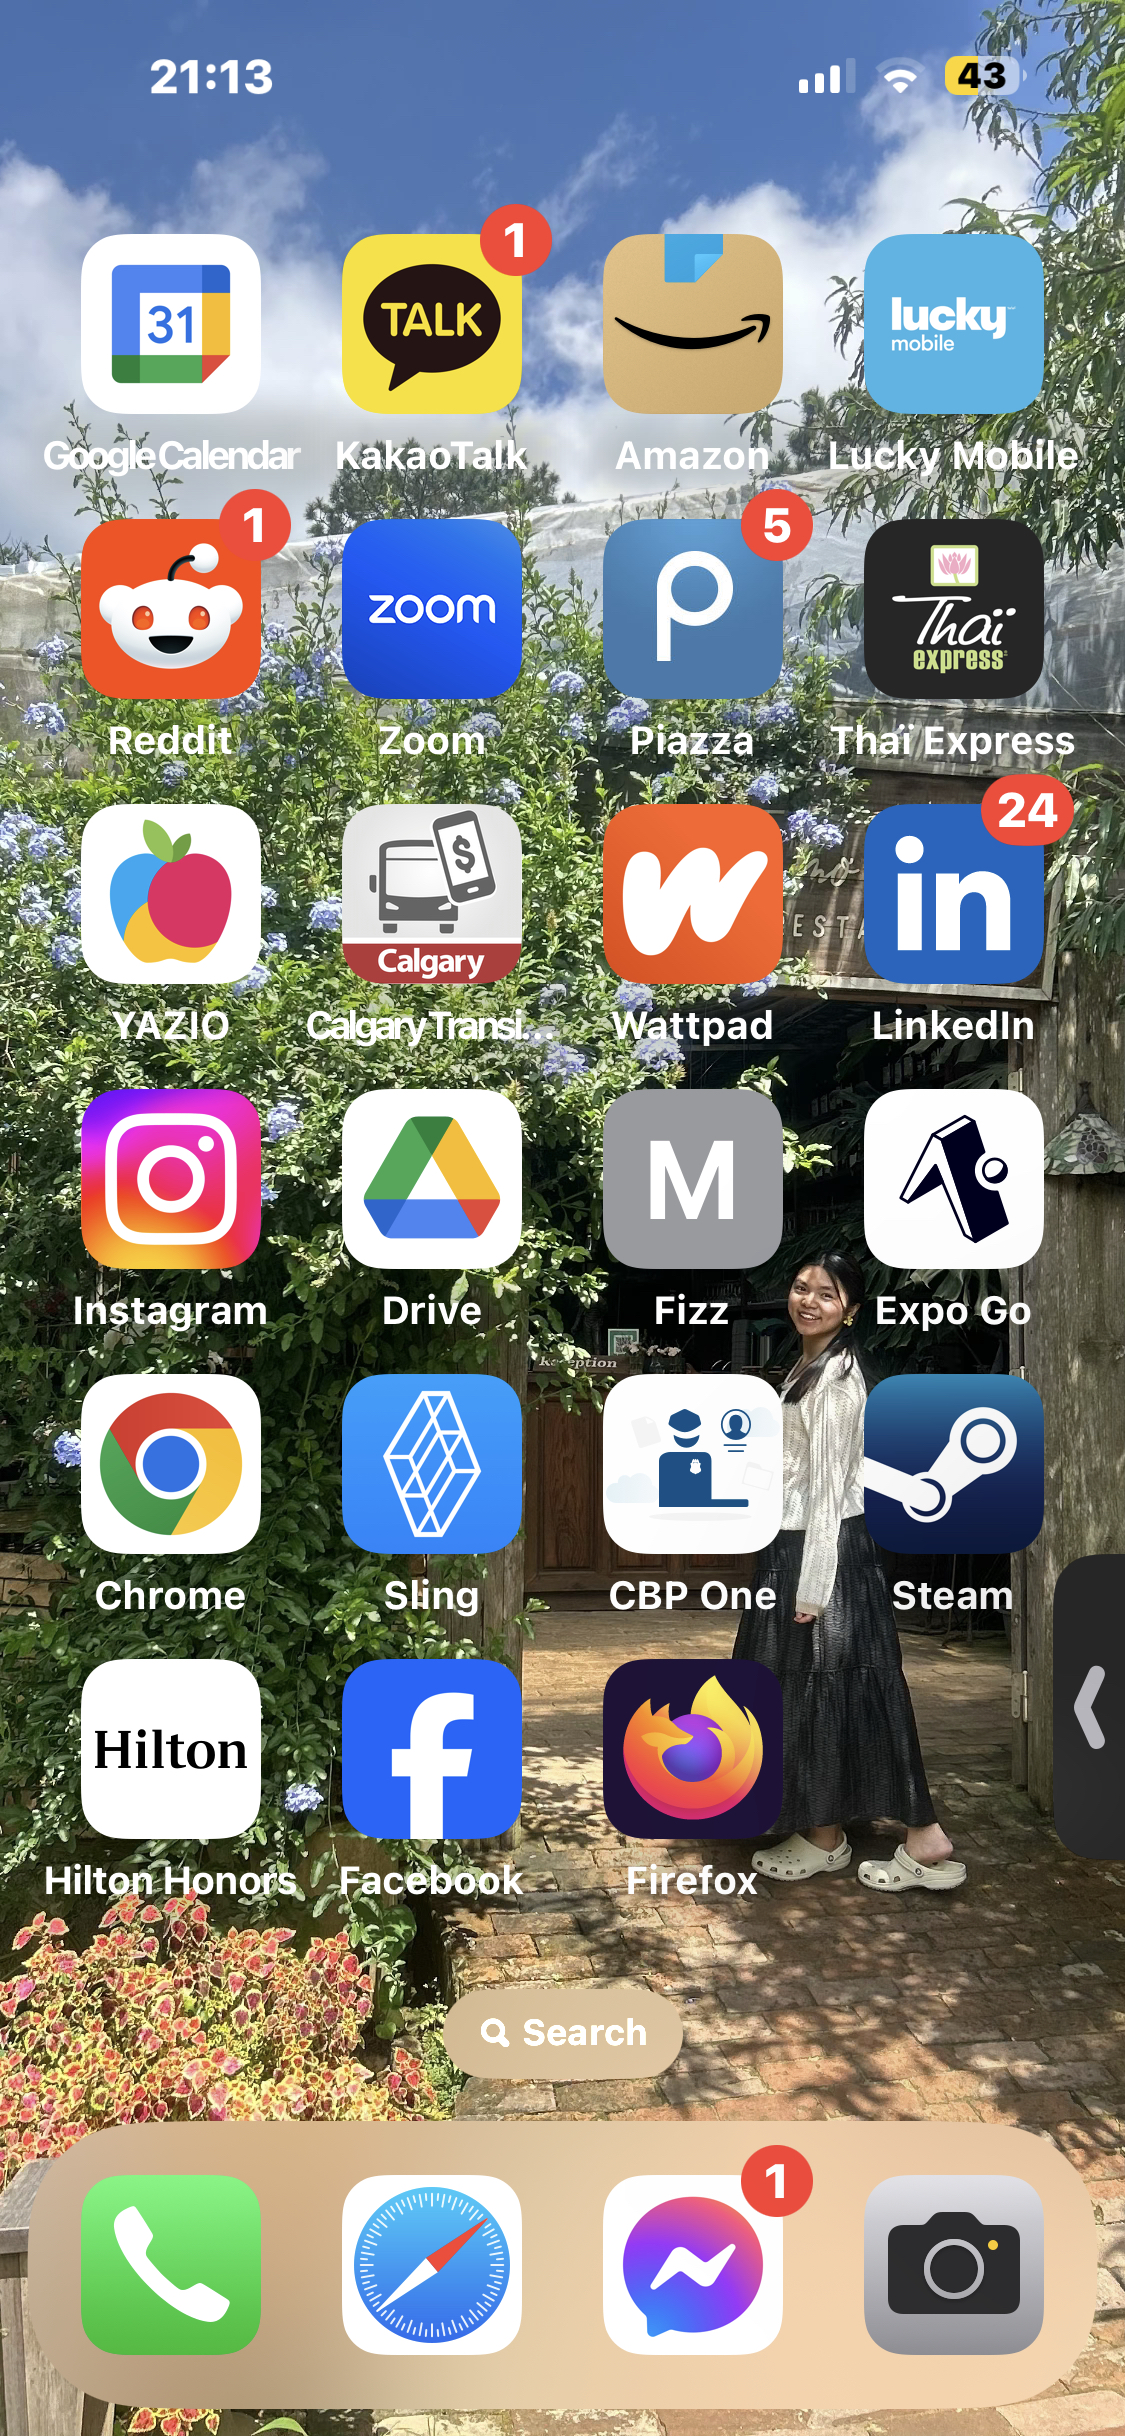 21:13
43
31
TALK
1
lucky
mobile
Google Calendar
KakaoTalk
Amazon
Lucky Mobile
1
zoom
5
Thaï
express
Reddit
Zoom
Piazza
Thaï Express
$
Calgary
24
in
YAZIO
Calgary Transi...
Wattpad
LinkedIn
M
Instagram
Drive
Fizz
Expo Go
Chrome
Sling
CBP One
Steam
Hilton
Hilton Honors
Facebook
Firefox
Search
1